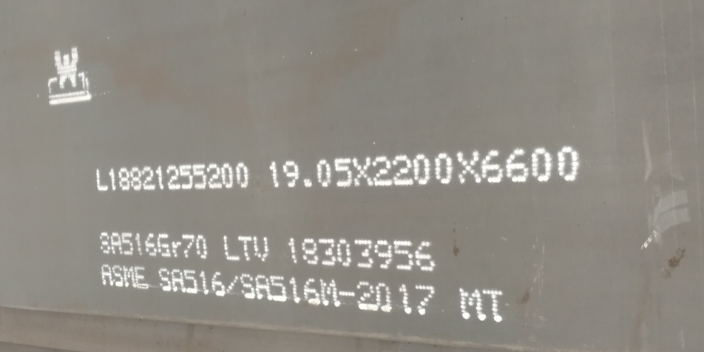 L18821255200 19.05X2200X6600
SA516Gr70 LTV 18303956
ASME SA516/SA516M-2017 MT